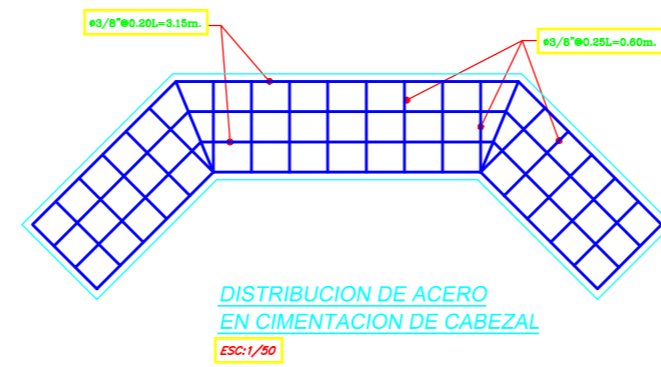 ø3/8"@0.20L=3.15m.
ø3/8"@0.25L=0.60m.
DISTRIBUCION DE ACERO
EN CIMENTACION DE CABEZAL
ESC:1/50